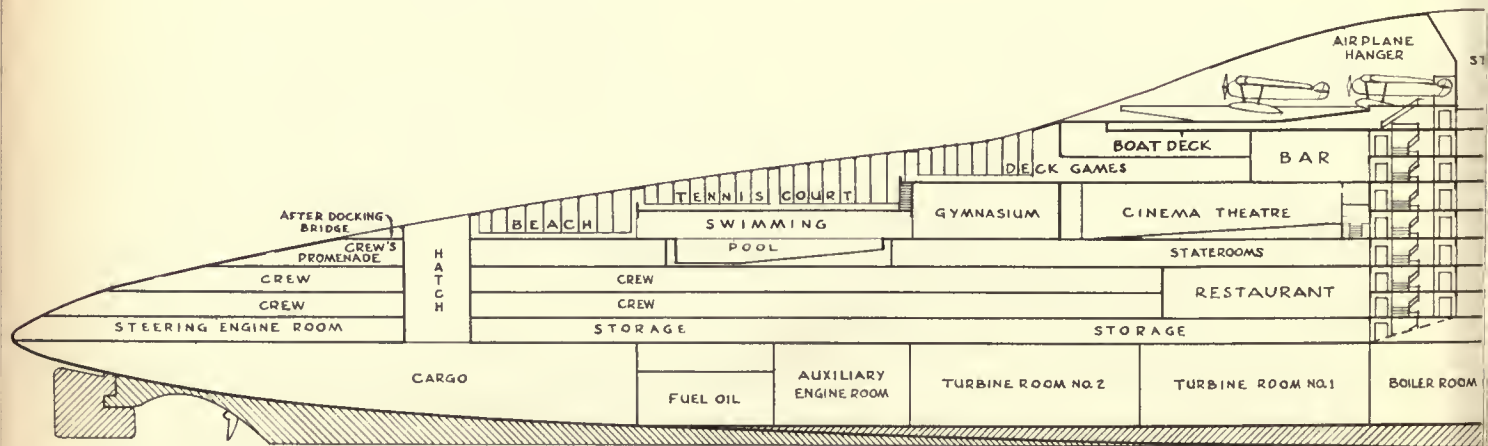 AIRPLANE
HANGER
ST
BOAT DECK
BAR
DECK GAMES
TENNIS COURT
BEACH
AFTER DOCKING
BRIDGE
CREW'S
PROMENADE
HATCH
SWIMMING
POOL
GYMNASIUM
CINEMA THEATRE
STATEROOMS
CREW
CREW
CREW
CREW
RESTAURANT
STEERING ENGINE ROOM
STORAGE
STORAGE
CARGO
FUEL OIL
AUXILIARY
ENGINE ROOM
TURBINE ROOM NO.2
TURBINE ROOM NO.1
BOILER ROOM